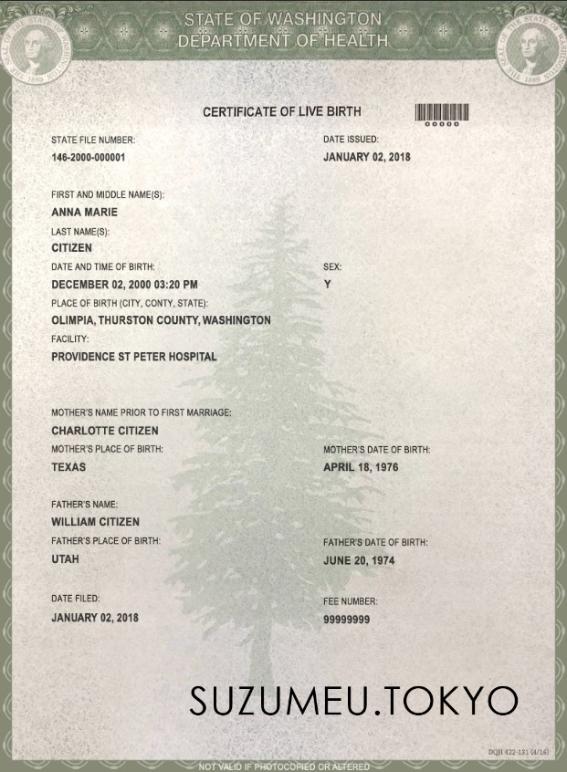 STATE OF WASHINGTON
DEPARTMENT OF HEALTH
CERTIFICATE OF LIVE BIRTH
00000
STATE FILE NUMBER:
146-2000-000001
DATE ISSUED:
JANUARY 02, 2018
FIRST AND MIDDLE NAME(S):
ANNA MARIE
LAST NAME(S):
CITIZEN
DATE AND TIME OF BIRTH:
DECEMBER 02, 2000 03:20 PM
SEX:
Y
PLACE OF BIRTH (CITY, CONTY, STATE):
OLIMPIA, THURSTON COUNTY, WASHINGTON
FACILITY:
PROVIDENCE ST PETER HOSPITAL
MOTHER'S NAME PRIOR TO FIRST MARRIAGE:
CHARLOTTE CITIZEN
MOTHER'S PLACE OF BIRTH:
TEXAS
MOTHER'S DATE OF BIRTH:
APRIL 18, 1976
FATHER'S NAME:
WILLIAM CITIZEN
FATHER'S PLACE OF BIRTH:
UTAH
FATHER'S DATE OF BIRTH:
JUNE 20, 1974
DATE FILED:
JANUARY 02, 2018
FEE NUMBER:
99999999
SUZUMEU.TOKYO
NOT VALID IF PHOTOCOPIED OR ALTERED